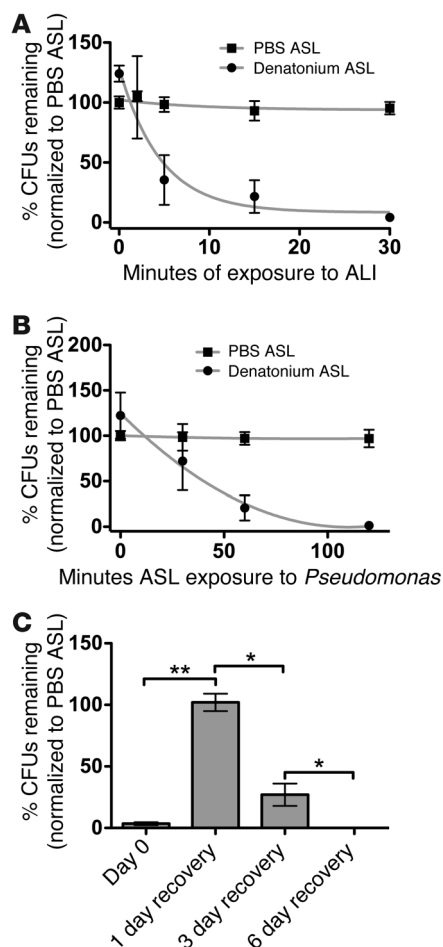 A
% CFUs remaining
(normalized to PBS ASL)
150
100
50
0
PBS ASL
Denatonium ASL
0
10
20
30
Minutes of exposure to ALI
B
% CFUs remaining
(normalized to PBS ASL)
200
150
100
50
0
PBS ASL
Denatonium ASL
0
50
100
Minutes ASL exposure to Pseudomonas
C
% CFUs remaining
(normalized to PBS ASL)
150
100
50
0
**
*
*
Day 0
1 day recovery
3 day recovery
6 day recovery